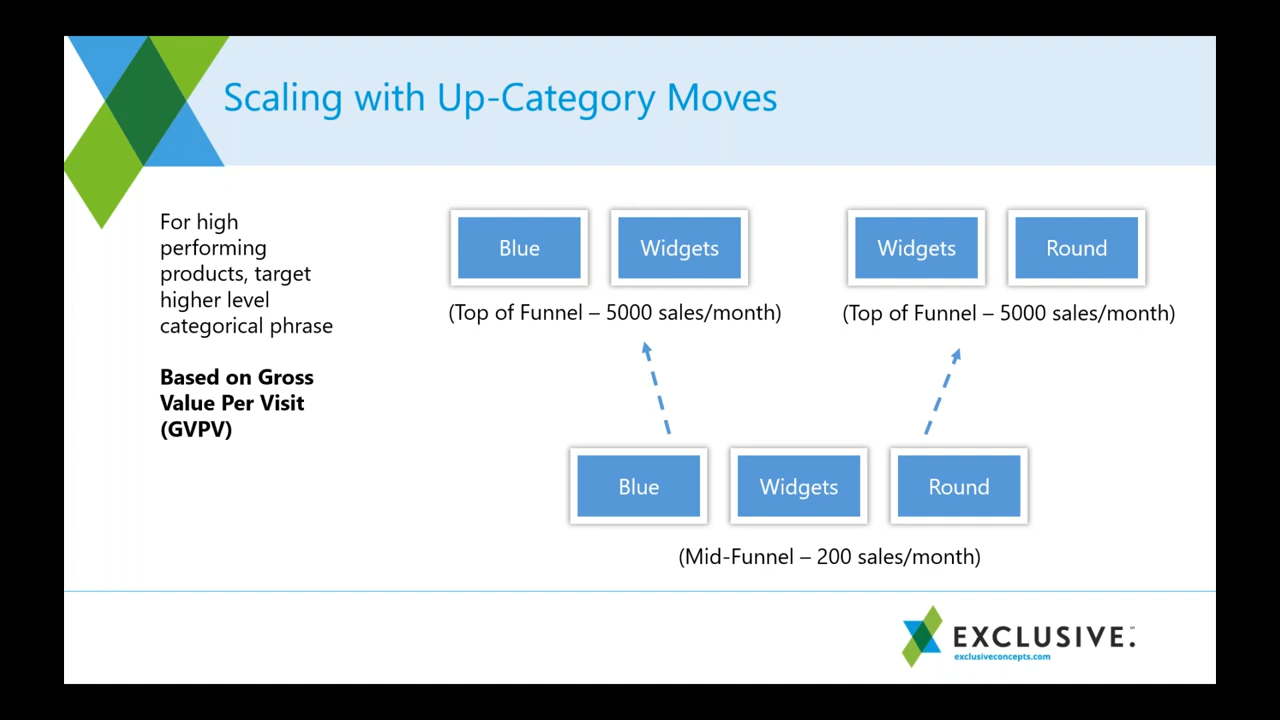 Scaling with Up-Category Moves
For high
performing
products, target
higher level
categorical phrase
Based on Gross
Value Per Visit
(GVPV)
Blue
Widgets
(Top of Funnel – 5000 sales/month)
Widgets
Round
(Top of Funnel – 5000 sales/month)
Blue
Widgets
Round
(Mid-Funnel – 200 sales/month)
EXCLUSIVE.℠
exclusiveconcepts.com